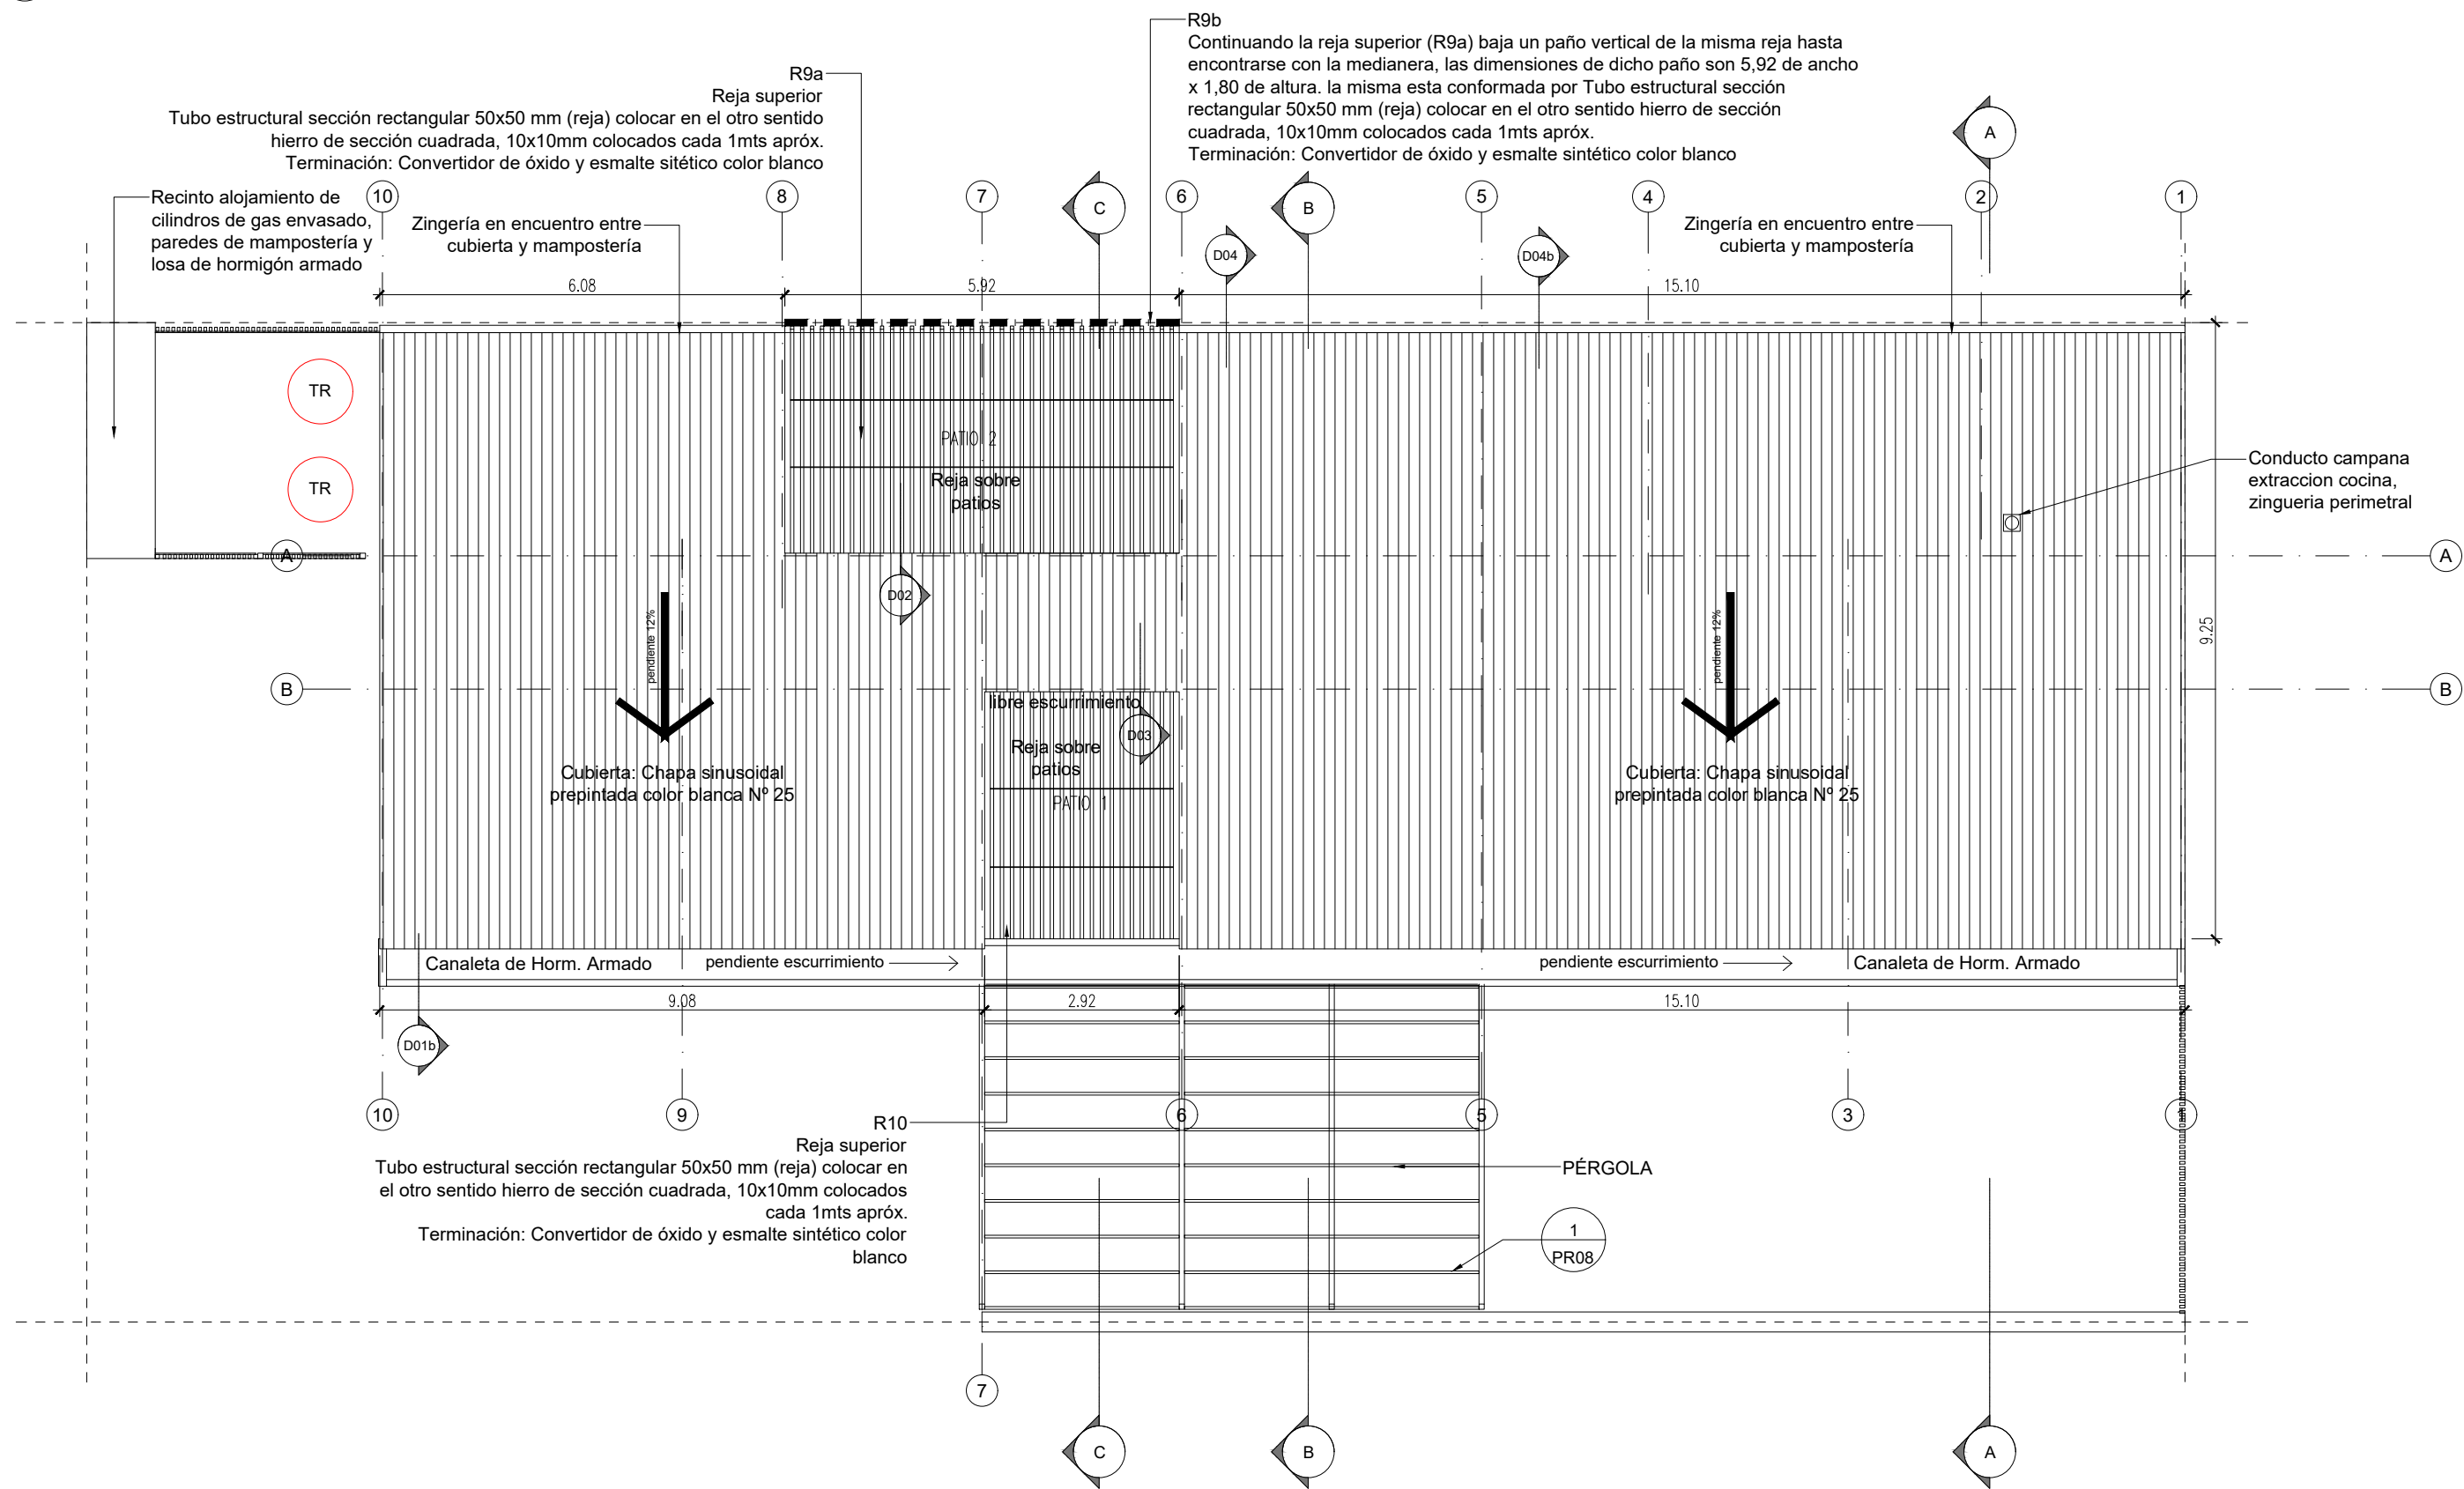 R9b
Continuando la reja superior (R9a) baja un paño vertical de la misma reja hasta
encontrarse con la medianera, las dimensiones de dicho paño son 5,92 de ancho
x 1,80 de altura. la misma esta conformada por Tubo estructural sección
rectangular 50x50 mm (reja) colocar en el otro sentido hierro de sección
cuadrada, 10x10mm colocados cada 1mts apróx.
Terminación: Convertidor de óxido y esmalte sintético color blanco
R9a
Reja superior
Tubo estructural sección rectangular 50x50 mm (reja) colocar en el otro sentido
hierro de sección cuadrada, 10x10mm colocados cada 1mts apróx.
Terminación: Convertidor de óxido y esmalte sitético color blanco
A
Recinto alojamiento de
cilindros de gas envasado,
paredes de mampostería y
losa de hormigón armado
10
8
7
C
6
B
5
4
2
1
Zingería en encuentro entre
cubierta y mampostería
D04
D04b
Zingería en encuentro entre
cubierta y mampostería
6.08
5.92
15.10
TR
TR
PATIO 2
Reja sobre
patios
Conducto campana
extraccion cocina,
zingueria perimetral
A
A
D02
pendiente 12%
pendiente 12%
9.25
B
B
libre escurrimiento
D03
Reja sobre
patios
PATIO 1
Cubierta: Chapa sinusoidal
prepintada color blanca Nº 25
Cubierta: Chapa sinusoidal
prepintada color blanca Nº 25
Canaleta de Horm. Armado
pendiente escurrimiento
pendiente escurrimiento
Canaleta de Horm. Armado
9.08
2.92
15.10
D01b
10
9
6
5
3
1
R10
Reja superior
Tubo estructural sección rectangular 50x50 mm (reja) colocar en
el otro sentido hierro de sección cuadrada, 10x10mm colocados
cada 1mts apróx.
Terminación: Convertidor de óxido y esmalte sintético color
blanco
PÉRGOLA
1
PR08
7
C
B
A